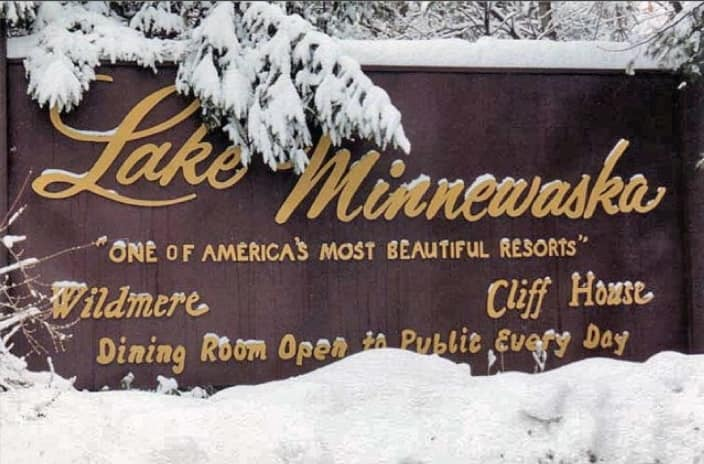 Lake Minnewaska
"ONE OF AMERICA'S MOST BEAUTIFUL RESORTS"
Wildmere Cliff House
Dining Room Open to Public Every Day